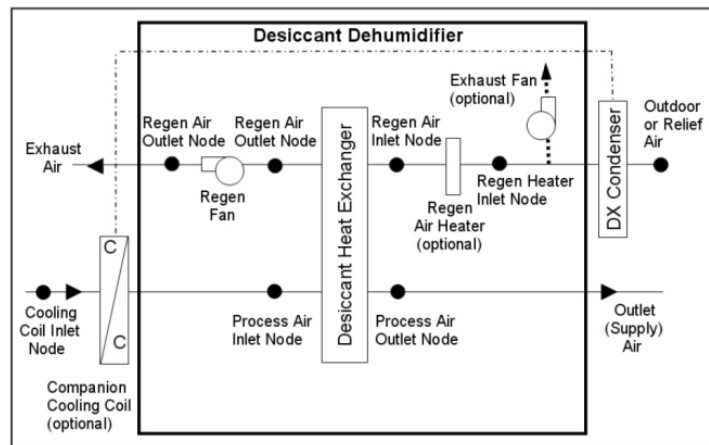 Desiccant Dehumidifier
Exhaust Fan
(optional)
Outdoor
or Relief
Air
Regen Air
Outlet Node
Regen Air
Outlet Node
Regen Air
Inlet Node
Exhaust
Air
Regen
Fan
Desiccant Heat Exchanger
Regen
Air Heater
(optional)
Regen Heater
Inlet Node
DX Condenser
C
C
Cooling
Coil Inlet
Node
Process Air
Inlet Node
Process Air
Outlet Node
Outlet
(Supply)
Air
Companion
Cooling Coil
(optional)